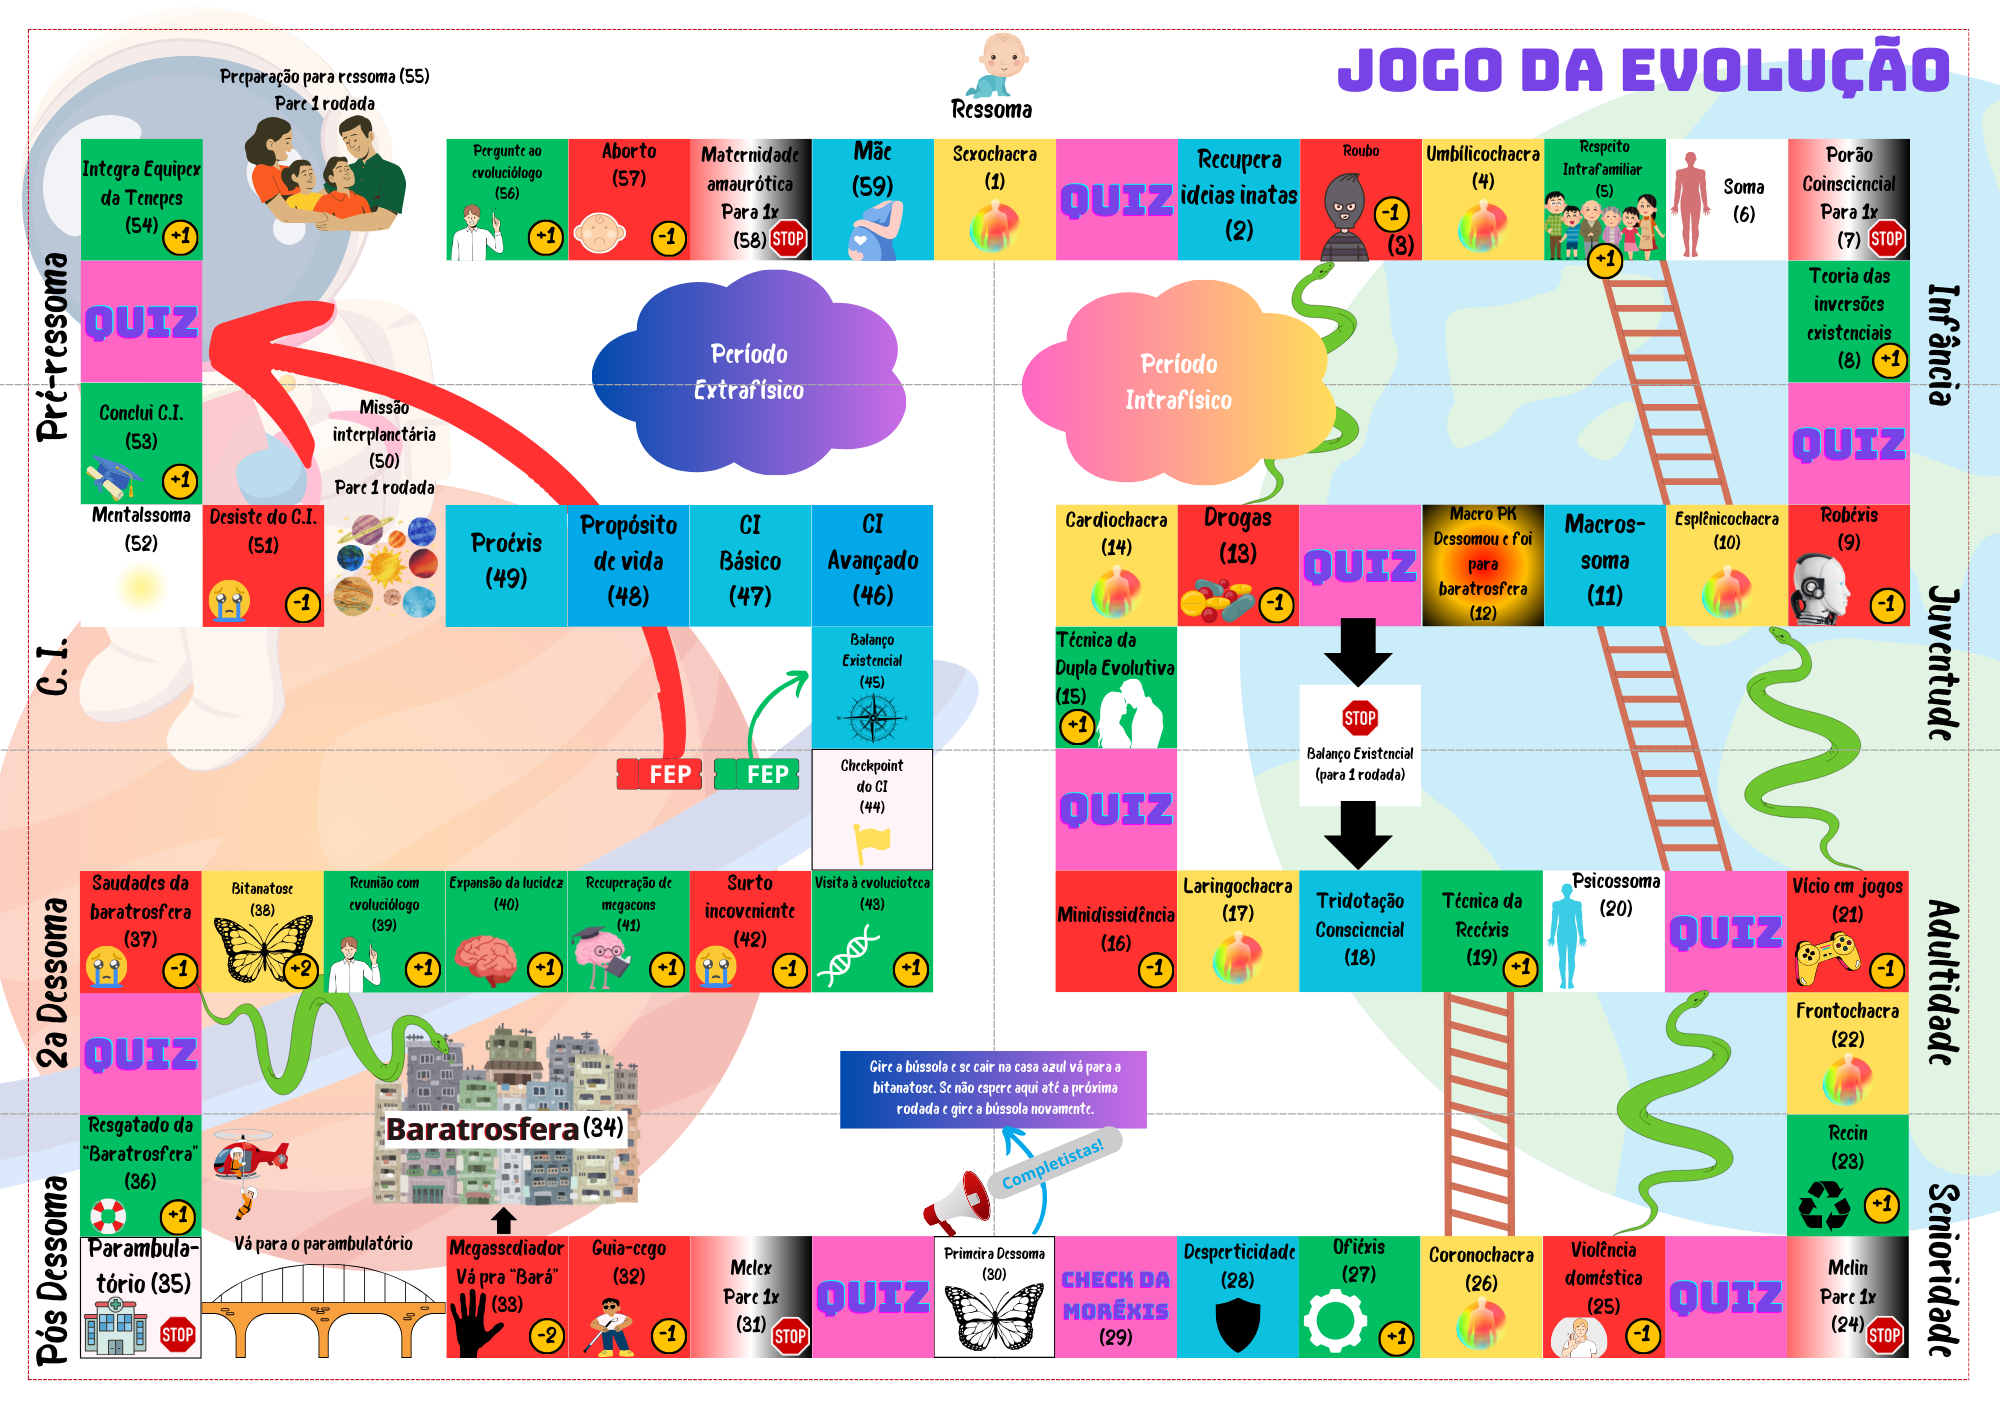 JOGO DA EVOLUÇÃO
Ressoma
Preparação para ressoma (55)
Pare 1 rodada
Integra Equipex
da Tenepes
(54)
+1
Pergunte ao
evoluciólogo
(56)
+1
Aborto
(57)
-1
Maternidade
amaurótica
Para 1x
(58)
STOP
Mãe
(59)
Sexochacra
(1)
QUIZ
Recupera
ideias inatas
(2)
Roubo
-1
(3)
Umbílicochacra
(4)
Respeito
Intrafamiliar
(5)
+1
Soma
(6)
Porão
Coinsciencial
Para 1x
(7)
STOP
Pré-ressoma
QUIZ
Período
Extrafísico
Período
Intrafísico
Teoria das
inversões
existenciais
(8)
+1
Infância
Conclui C.I.
(53)
+1
Missão
interplanetária
(50)
Pare 1 rodada
QUIZ
Mentalssoma
(52)
Desiste do C.I.
(51)
-1
Proéxis
(49)
Propósito
de vida
(48)
CI
Básico
(47)
CI
Avançado
(46)
Cardiochacra
(14)
Drogas
(13)
-1
QUIZ
Macro PK
Dessomou e foi
para
baratrosfera
(12)
Macros-
soma
(11)
Esplênicochacra
(10)
Robéxis
(9)
-1
C. I.
Balanço
Existencial
(45)
Técnica da
Dupla Evolutiva
(15)
+1
STOP
Balanço Existencial
(para 1 rodada)
Juventude
FEP
FEP
Checkpoint
do CI
(44)
QUIZ
Saudades da
baratrosfera
(37)
-1
Bitanatose
(38)
+2
Reunião com
evoluciólogo
(39)
+1
Expansão da lucidez
(40)
+1
Recuperação de
megacons
(41)
+1
Surto
incoveniente
(42)
-1
Visita à evolucioteca
(43)
+1
Minidissidência
(16)
-1
Laringochacra
(17)
Tridotação
Consciencial
(18)
Técnica da
Recéxis
(19)
+1
Psicossoma
(20)
QUIZ
Vício em jogos
(21)
-1
2a Dessoma
Adultidade
QUIZ
Baratrosfera (34)
Gire a bússola e se cair na casa azul vá para a
bitanatose. Se não espere aqui até a próxima
rodada e gire a bússola novamente.
Completistas!
Frontochacra
(22)
Resgatado da
"Baratrosfera"
(36)
+1
Recin
(23)
+1
Pós Dessoma
Senioridade
Parambula-
tório (35)
STOP
Vá para o parambulatório
Megassediador
Vá pra "Bará"
(33)
-2
Guia-cego
(32)
-1
Melex
Pare 1x
(31)
STOP
QUIZ
Primeira Dessoma
(30)
CHECK DA
MORÉXIS
(29)
Desperticidade
(28)
Ofiéxis
(27)
+1
Coronochacra
(26)
Violência
doméstica
(25)
-1
QUIZ
Melin
Pare 1x
(24)
STOP